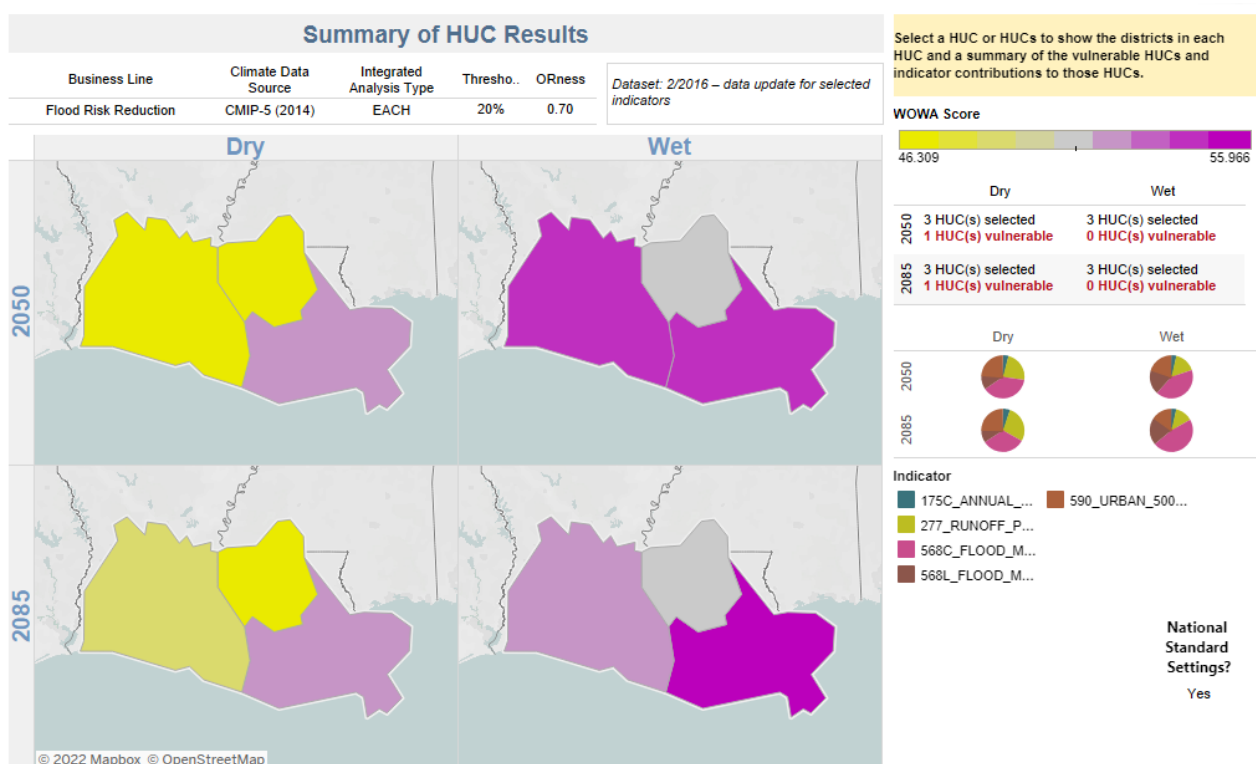 Summary of HUC Results
Business Line
Climate Data
Source
Integrated
Analysis Type
Thresho..
ORness
Flood Risk Reduction
CMIP-5 (2014)
EACH
20%
0.70
Dataset: 2/2016 – data update for selected
indicators
Dry
Wet
2050
2085
© 2022 Mapbox © OpenStreetMap
Select a HUC or HUCs to show the districts in each
HUC and a summary of the vulnerable HUCs and
indicator contributions to those HUCs.
WOWA Score
46.309
55.966
Dry
Wet
2050
3 HUC(s) selected
1 HUC(s) vulnerable
3 HUC(s) selected
0 HUC(s) vulnerable
2085
3 HUC(s) selected
1 HUC(s) vulnerable
3 HUC(s) selected
0 HUC(s) vulnerable
Dry
Wet
2050
2085
Indicator
175C_ANNUAL_...
590_URBAN_500...
277_RUNOFF_P...
568C_FLOOD_M...
568L_FLOOD_M...
National
Standard
Settings?
Yes